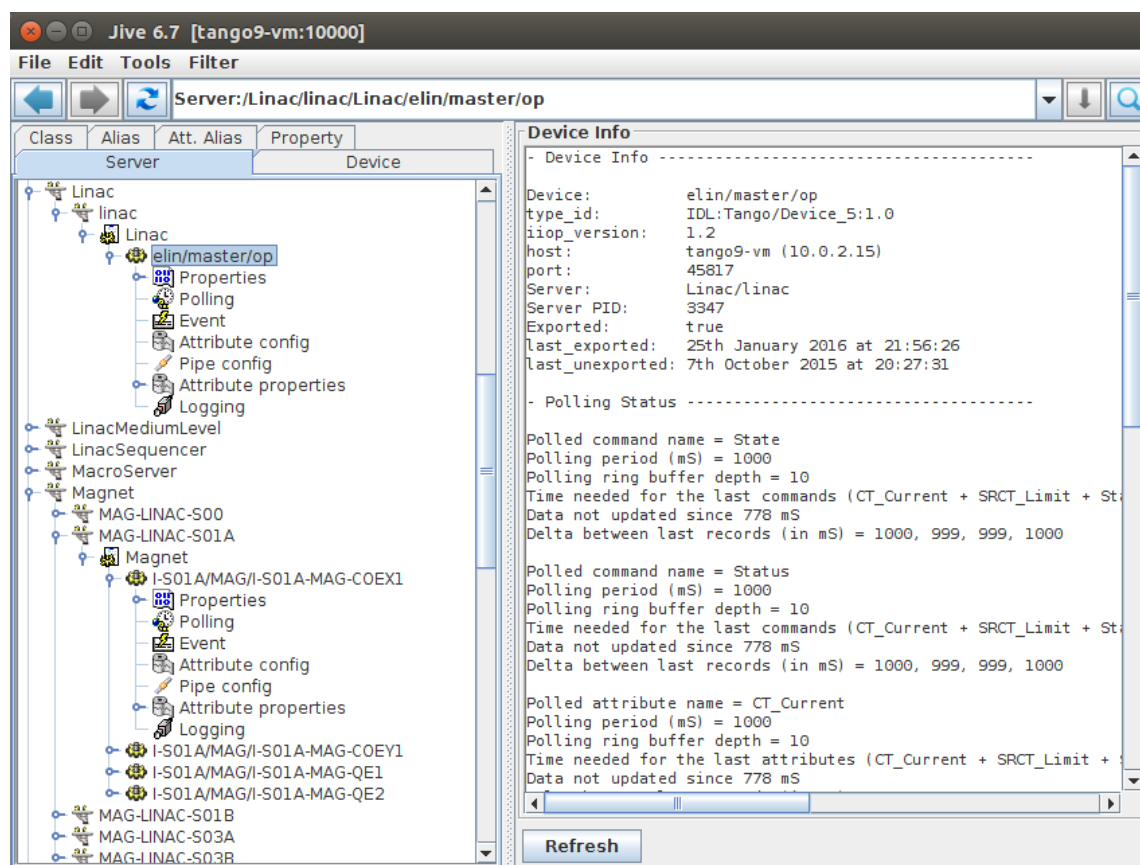 Jive 6.7 [tango9-vm:10000]
File Edit Tools Filter
Server:/Linac/linac/Linac/elin/master/op
Class Alias Att. Alias Property
Server Device
Linac
linac
Linac
elin/master/op
Properties
Polling
Event
Attribute config
Pipe config
Attribute properties
Logging
LinacMediumLevel
LinacSequencer
MacroServer
Magnet
MAG-LINAC-S00
MAG-LINAC-S01A
Magnet
I-S01A/MAG/I-S01A-MAG-COEX1
Properties
Polling
Event
Attribute config
Pipe config
Attribute properties
Logging
I-S01A/MAG/I-S01A-MAG-COEY1
I-S01A/MAG/I-S01A-MAG-QE1
I-S01A/MAG/I-S01A-MAG-QE2
MAG-LINAC-S01B
MAG-LINAC-S03A
MAG-LINAC-S03B
Device Info
- Device Info ----------------------------------------
Device: elin/master/op
type_id: IDL:Tango/Device_5:1.0
iiop_version: 1.2
host: tango9-vm (10.0.2.15)
port: 45817
Server: Linac/linac
Server PID: 3347
Exported: true
last_exported: 25th January 2016 at 21:56:26
last_unexported: 7th October 2015 at 20:27:31
- Polling Status -------------------------------------
Polled command name = State
Polling period (mS) = 1000
Polling ring buffer depth = 10
Time needed for the last commands (CT_Current + SRCT_Limit + Sta
Data not updated since 778 mS
Delta between last records (in mS) = 1000, 999, 999, 1000
Polled command name = Status
Polling period (mS) = 1000
Polling ring buffer depth = 10
Time needed for the last commands (CT_Current + SRCT_Limit + Sta
Data not updated since 778 mS
Delta between last records (in mS) = 1000, 999, 999, 1000
Polled attribute name = CT_Current
Polling period (mS) = 1000
Polling ring buffer depth = 10
Time needed for the last attributes (CT_Current + SRCT_Limit +
Data not updated since 778 mS
Refresh